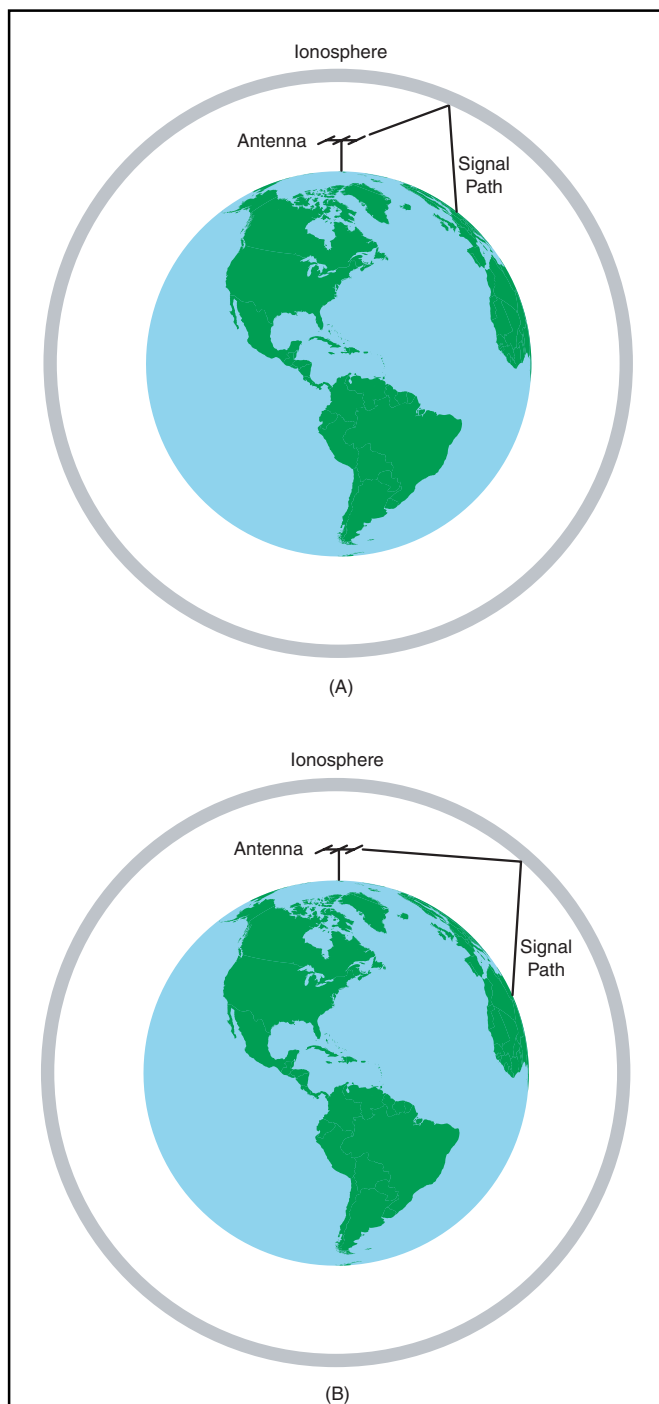 Ionosphere
Antenna
Signal
Path
(A)
Ionosphere
Antenna
Signal
Path
(B)